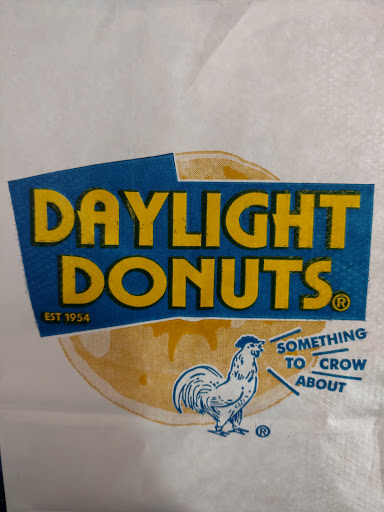 DAYLIGHT
DONUTS®
EST 1954
SOMETHING
TO CROW
ABOUT
®